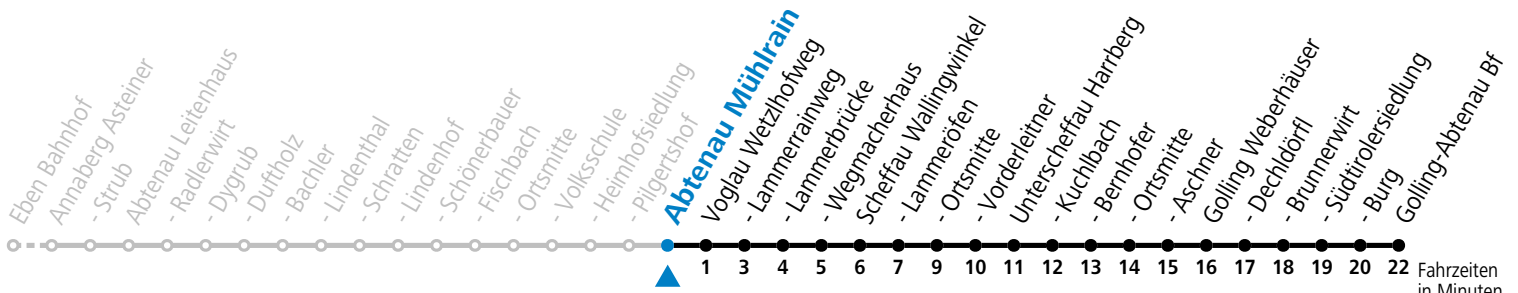 Eben Bahnhof
Annaberg Asteiner
- Strub
Abtenau Leitenhaus
- Radlerwirt
- Dygrub
- Duftholz
- Bachler
- Lindenthal
- Schratten
- Lindenhof
- Schönerbauer
- Fischbach
- Ortsmitte
- Volksschule
- Heimhofsiedlung
- Pilgertshof
Abtenau Mühlrain
Voglau Wetzlhofweg
- Lammerrainweg
- Lammerbrücke
- Wegmacherhaus
Scheffau Wallingwinkel
- Lammeröfen
- Ortsmitte
- Vorderleitner
Unterscheffau Harrberg
- Kuchlbach
- Bernhofer
- Ortsmitte
- Aschner
Golling Weberhäuser
- Dechldörfl
- Brunnerwirt
- Südtirolersiedlung
- Burg
Golling-Abtenau Bf
1 3 4 5 6 7 9 10 11 12 13 14 15 16 17 18 19 20 22 Fahrzeiten
in Minuten